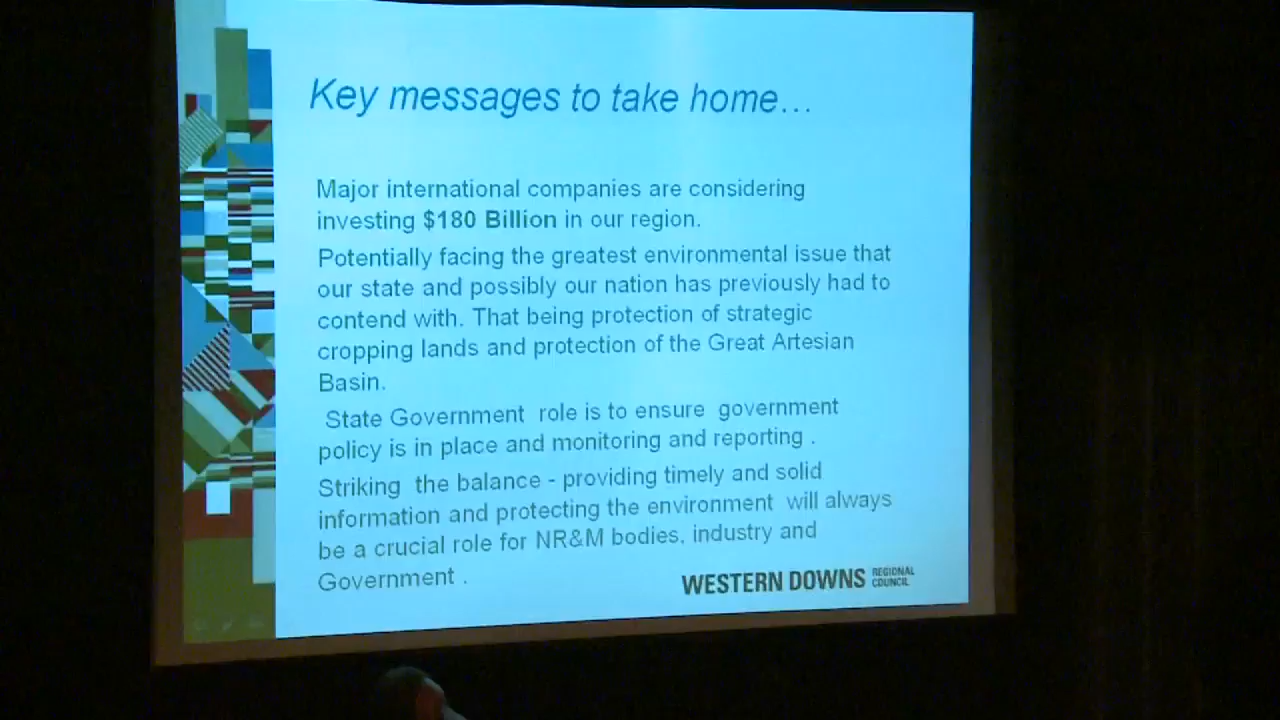 Key messages to take home...
Major international companies are considering
investing $180 Billion in our region.
Potentially facing the greatest environmental issue that
our state and possibly our nation has previously had to
contend with. That being protection of strategic
cropping lands and protection of the Great Artesian
Basin.
State Government role is to ensure government
policy is in place and monitoring and reporting .
Striking the balance - providing timely and solid
information and protecting the environment will always
be a crucial role for NR&M bodies, industry and
Government .
WESTERN DOWNS REGIONAL COUNCIL